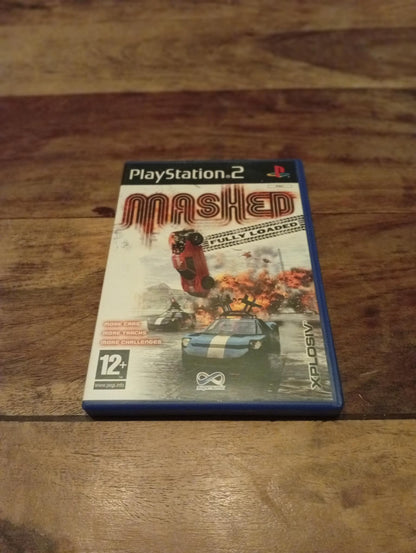 PlayStation®2
MASHED
FULLY LOADED
MORE CARS
MORE TRACKS
MORE CHALLENGES
12+
www.pegi.info
XPLOSIV